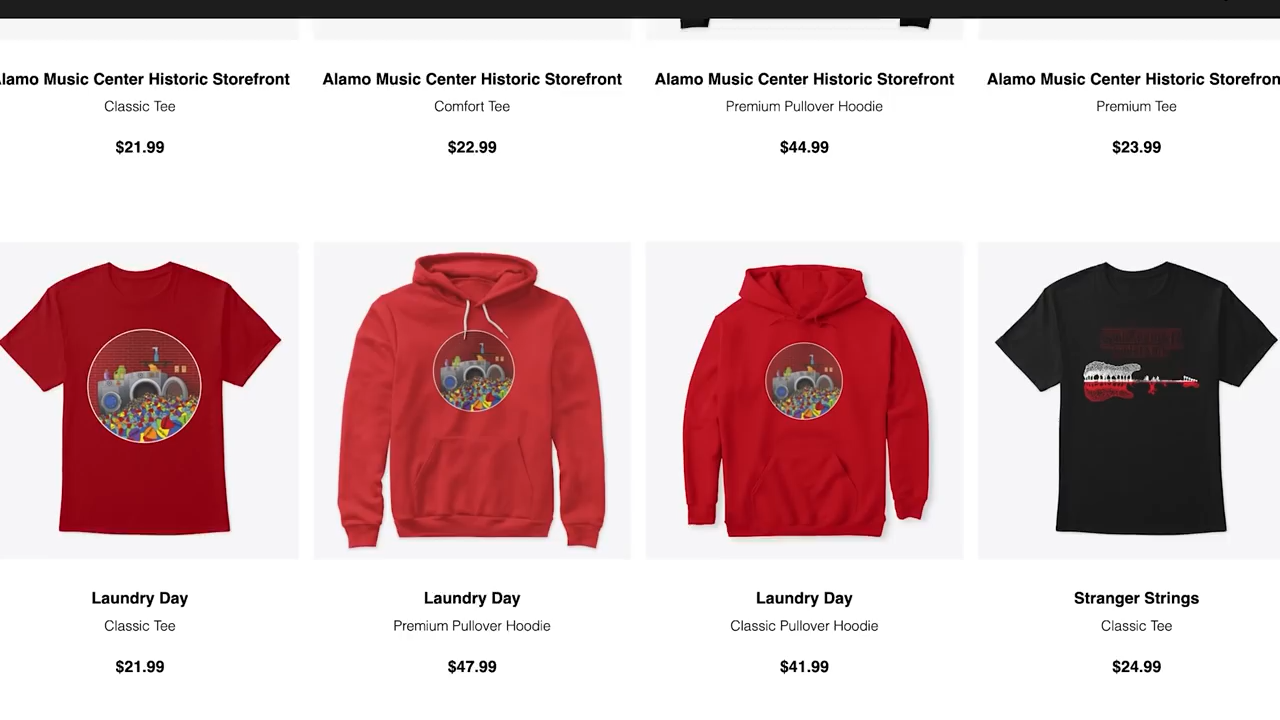 lamo Music Center Historic Storefront
Classic Tee
$21.99
Alamo Music Center Historic Storefront
Comfort Tee
$22.99
Alamo Music Center Historic Storefront
Premium Pullover Hoodie
$44.99
Alamo Music Center Historic Storefron
Premium Tee
$23.99
Laundry Day
Classic Tee
$21.99
Laundry Day
Premium Pullover Hoodie
$47.99
Laundry Day
Classic Pullover Hoodie
$41.99
Stranger Strings
Classic Tee
$24.99